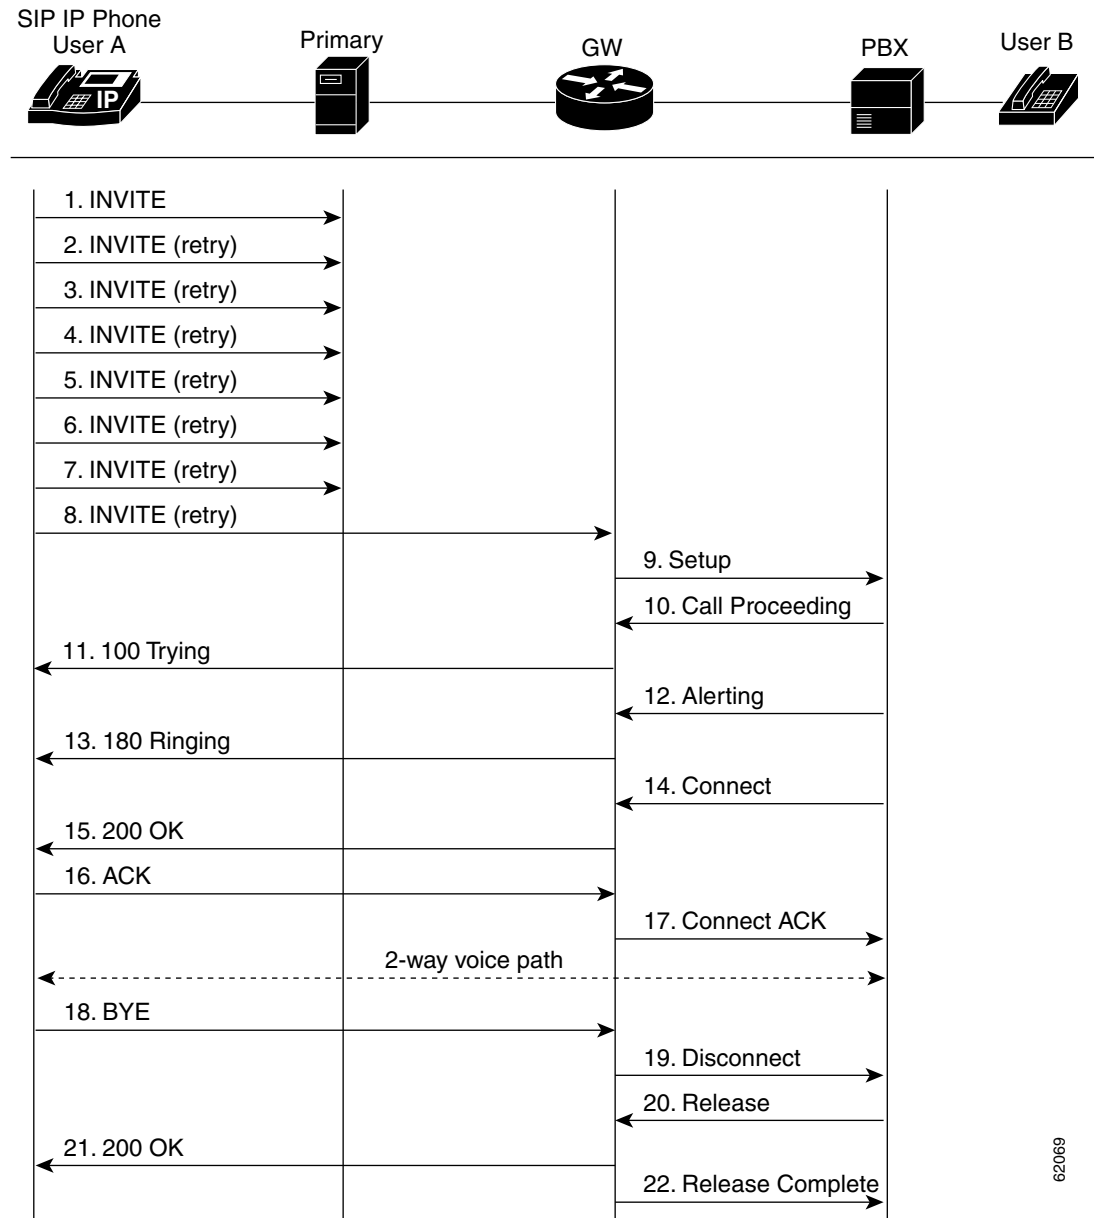 SIP IP Phone
User A
Primary
GW
PBX
User B
IP
1. INVITE
2. INVITE (retry)
3. INVITE (retry)
4. INVITE (retry)
5. INVITE (retry)
6. INVITE (retry)
7. INVITE (retry)
8. INVITE (retry)
9. Setup
10. Call Proceeding
11. 100 Trying
12. Alerting
13. 180 Ringing
14. Connect
15. 200 OK
16. ACK
17. Connect ACK
2-way voice path
18. BYE
19. Disconnect
20. Release
21. 200 OK
22. Release Complete
62069